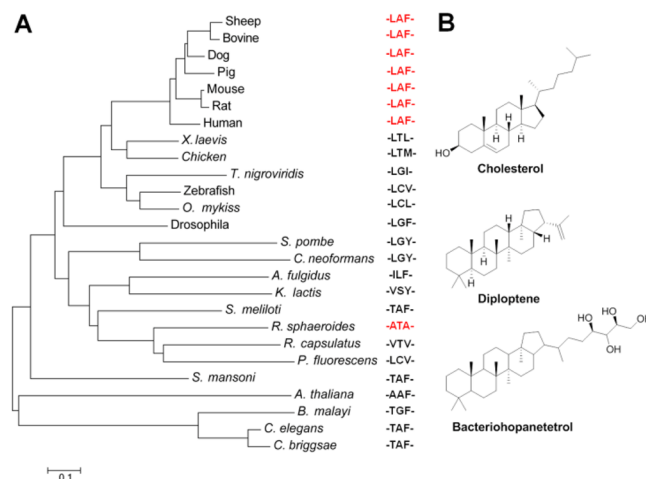 A
B
Sheep -LAF-
Bovine -LAF-
Dog -LAF-
Pig -LAF-
Mouse -LAF-
Rat -LAF-
Human -LAF-
X. laevis -LTL-
Chicken -LTM-
T. nigroviridis -LGI-
Zebrafish -LCV-
O. mykiss -LCL-
Drosophila -LGF-
S. pombe -LGY-
C. neoformans -LGY-
A. fulgidus -ILF-
K. lactis -VSY-
S. meliloti -TAF-
R. sphaeroides -ATA-
R. capsulatus -VTV-
P. fluorescens -LCV-
S. mansoni -TAF-
A. thaliana -AAF-
B. malayi -TGF-
C. elegans -TAF-
C. briggsae -TAF-
0.1
H
H H
HO
Cholesterol
H
H H
H
Diploptene
HO HO
OH
OH
Bacteriohopanetetrol